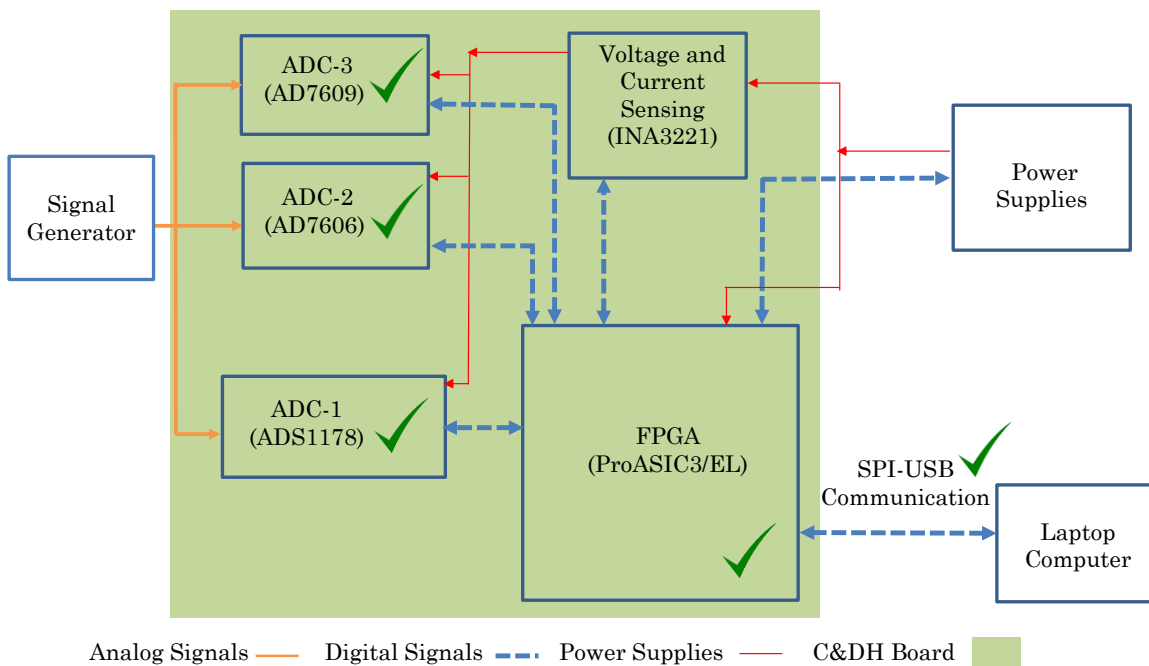 Signal
Generator
ADC-3
(AD7609)
ADC-2
(AD7606)
ADC-1
(ADS1178)
Voltage and
Current
Sensing
(INA3221)
FPGA
(ProASIC3/EL)
Power
Supplies
SPI-USB
Communication
Laptop
Computer
Analog Signals
Digital Signals
Power Supplies
C&DH Board